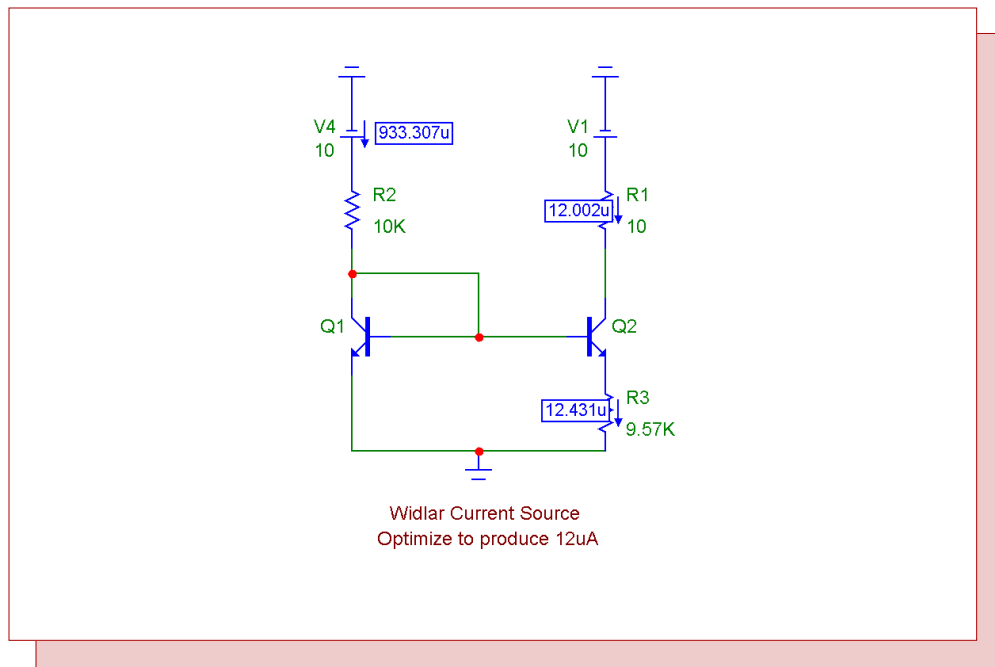 V4
10
933.307u
V1
10
R2
10K
12.002u
R1
10
Q1
Q2
12.431u
R3
9.57K
Widlar Current Source
Optimize to produce 12uA